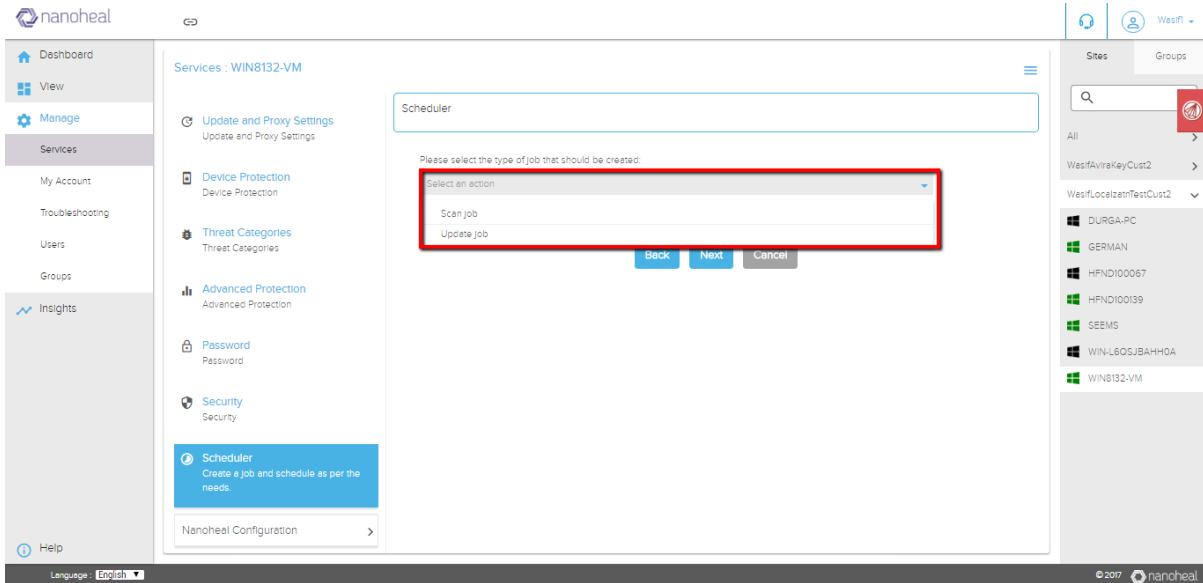 nanoheal
Wasif1
Dashboard
View
Manage
Services
My Account
Troubleshooting
Users
Groups
Insights
Help
Language : English
Services : WIN8132-VM
Update and Proxy Settings
Update and Proxy Settings
Device Protection
Device Protection
Threat Categories
Threat Categories
Advanced Protection
Advanced Protection
Password
Password
Security
Security
Scheduler
Create a job and schedule as per the
needs.
Nanoheal Configuration
Scheduler
Please select the type of job that should be created:
Select an action
Scan job
Update job
Back Next Cancel
Sites Groups
All
WasifAviraKeyCust2
WasifLocalzatnTestCust2
DURGA-PC
GERMAN
HFND100067
HFND100139
SEEMS
WIN-L6QSJBAHH0A
WIN8132-VM
© 2017 nanoheal